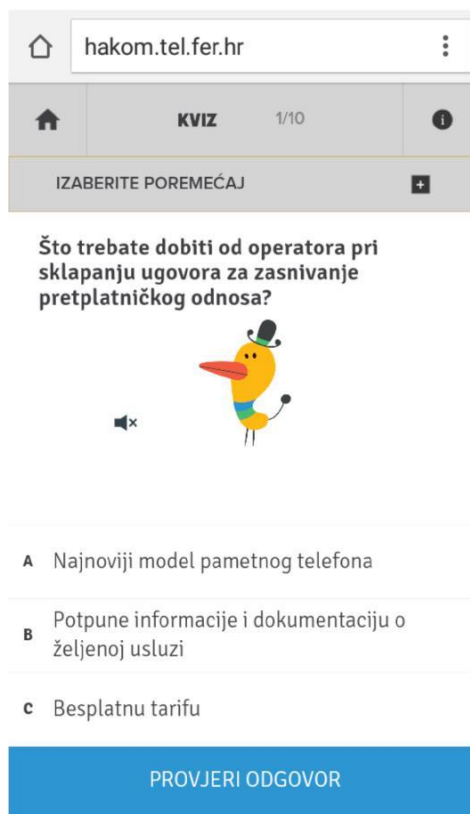 hakom.tel.fer.hr
KVIZ 1/10
IZABERITE POREMEĆAJ
Što trebate dobiti od operatora pri
sklapanju ugovora za zasnivanje
pretplatničkog odnosa?
A Najnoviji model pametnog telefona
B Potpune informacije i dokumentaciju o
željenoj usluzi
C Besplatnu tarifu
PROVJERI ODGOVOR